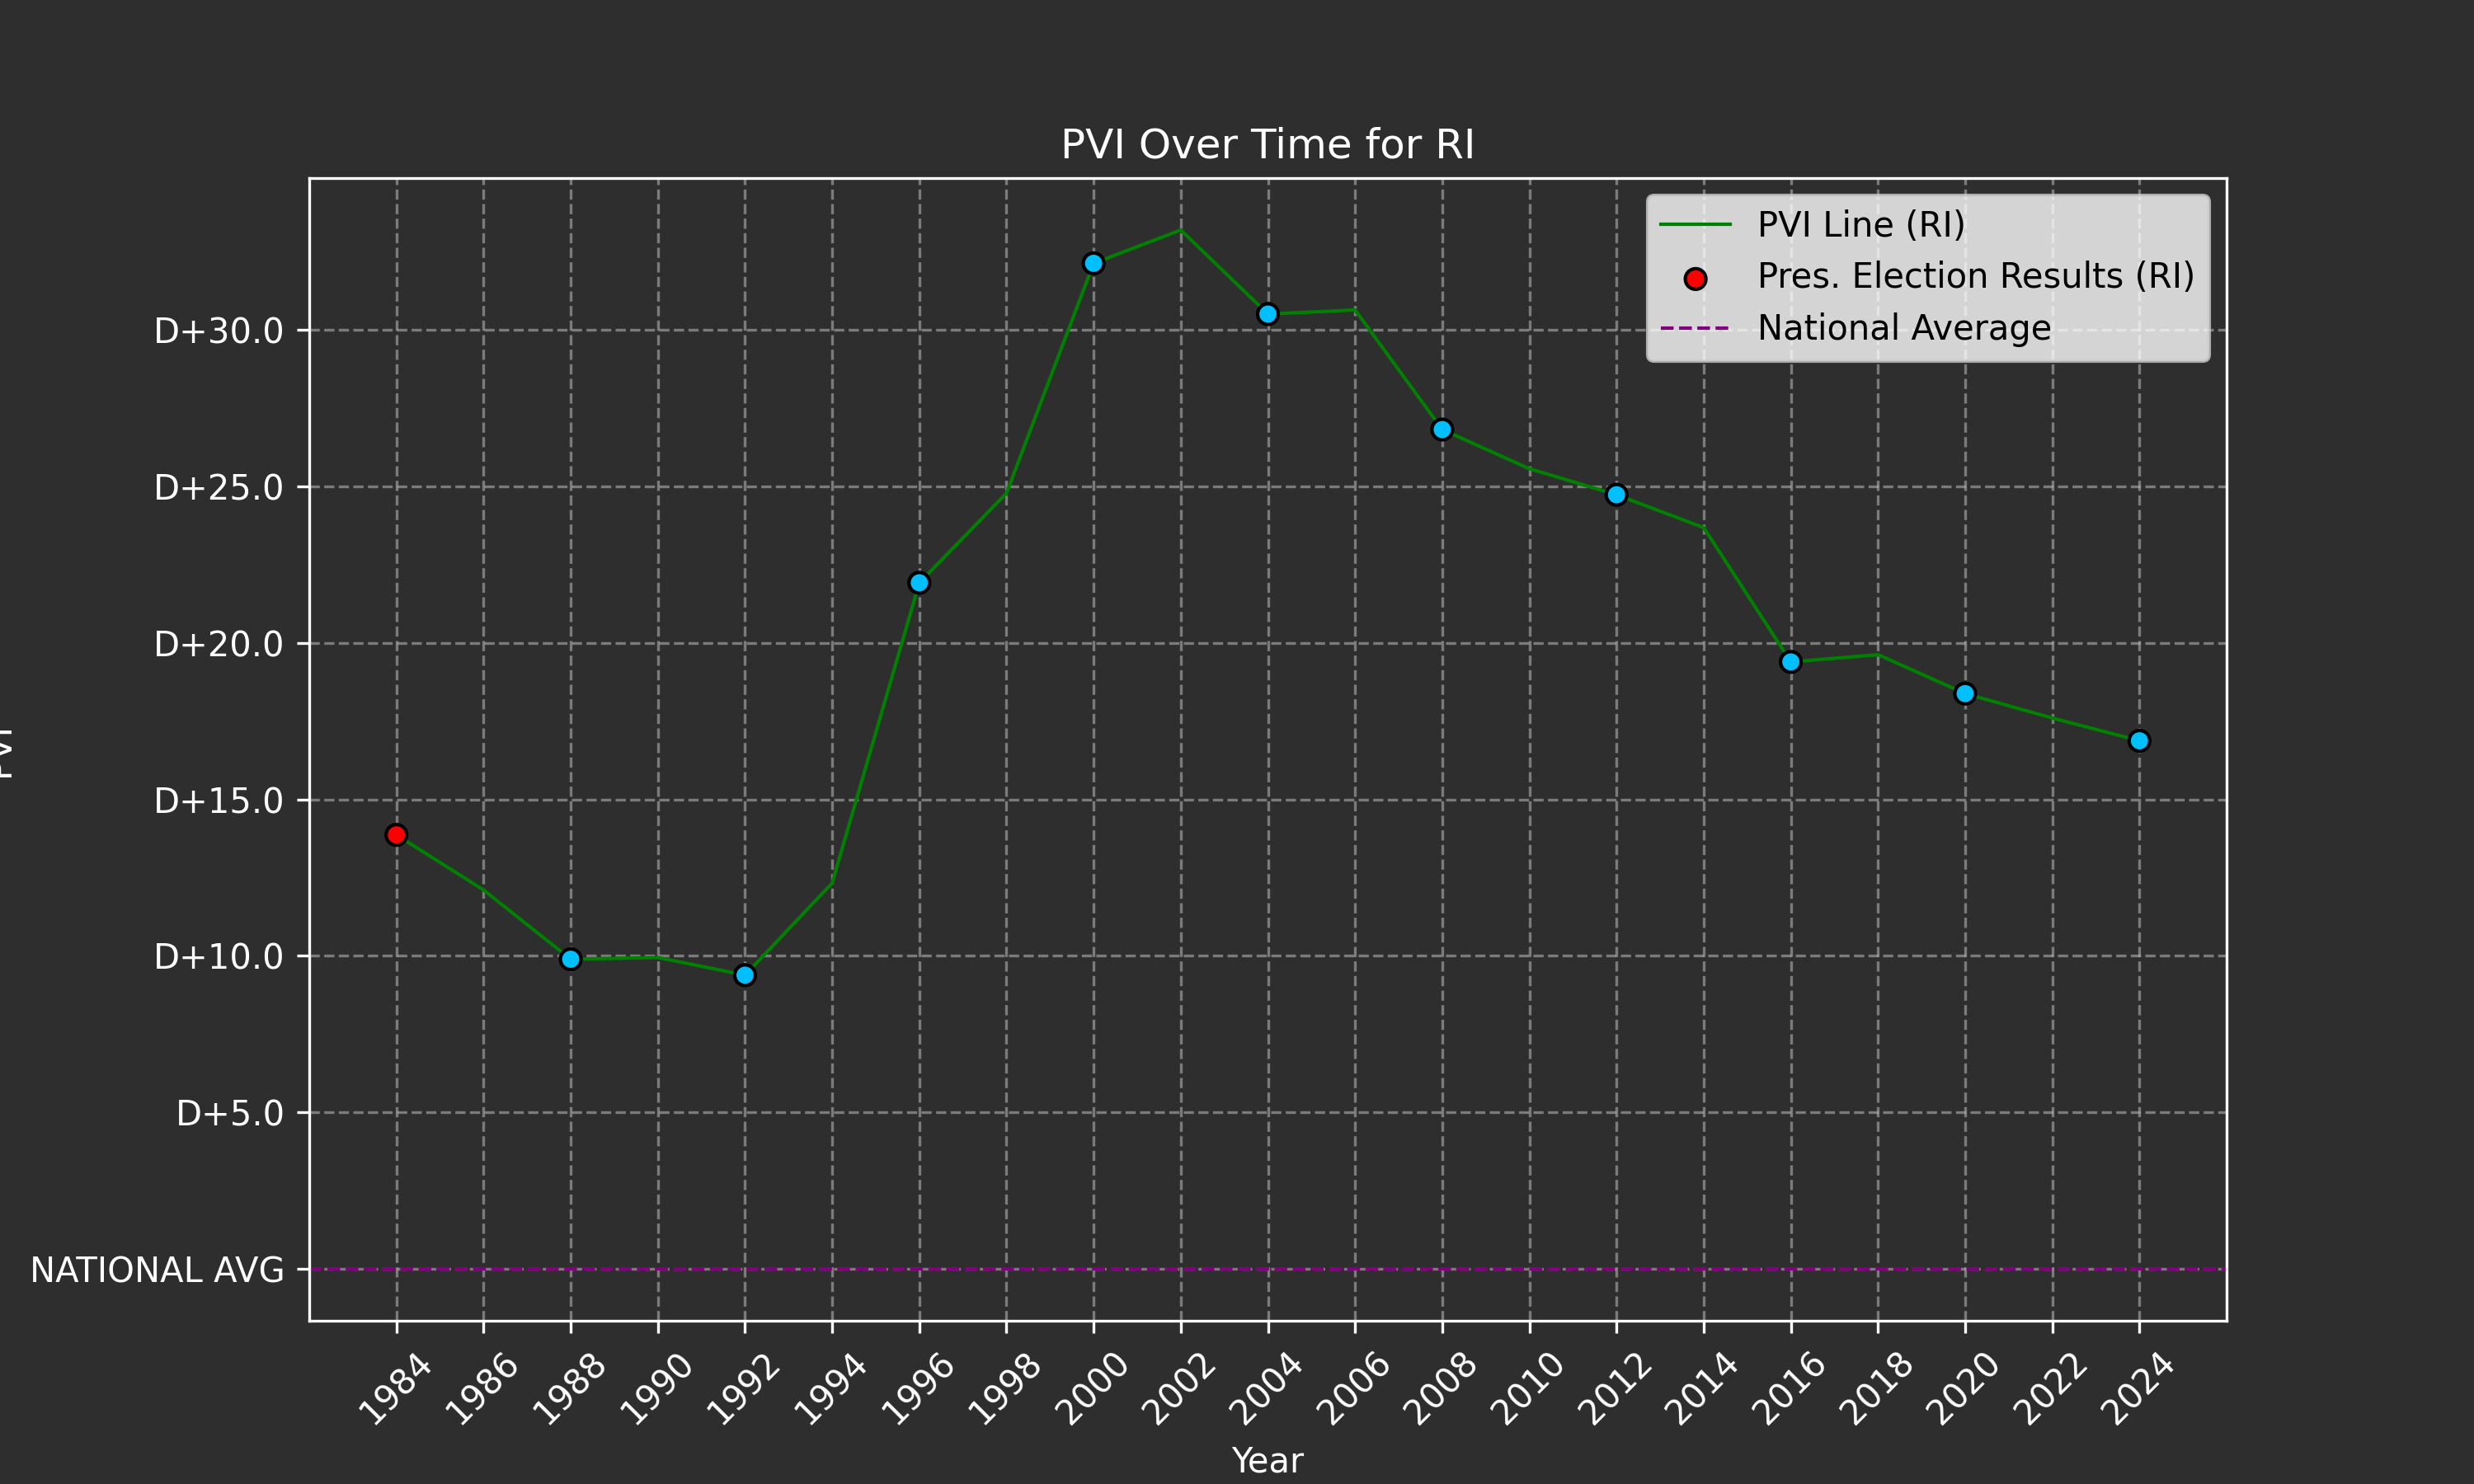 PVI Over Time for RI
PVI Line (RI)
Pres. Election Results (RI)
National Average
D+30.0
D+25.0
D+20.0
D+15.0
D+10.0
D+5.0
NATIONAL AVG
PVI
1984
1986
1988
1990
1992
1994
1996
1998
2000
2002
2004
2006
2008
2010
2012
2014
2016
2018
2020
2022
2024
Year